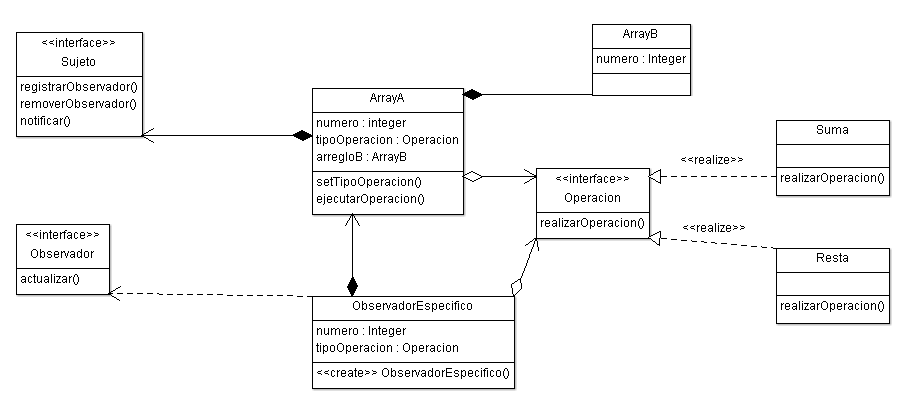 <<interface>>
Sujeto
registrarObservador()
removerObservador()
notificar()
ArrayA
numero : integer
tipoOperacion : Operacion
arregloB : ArrayB
setTipoOperacion()
ejecutarOperacion()
ArrayB
numero : Integer
<<interface>>
Operacion
realizarOperacion()
<<realize>>
Suma
realizarOperacion()
<<realize>>
Resta
realizarOperacion()
<<interface>>
Observador
actualizar()
ObservadorEspecifico
numero : Integer
tipoOperacion : Operacion
<<create>> ObservadorEspecifico()